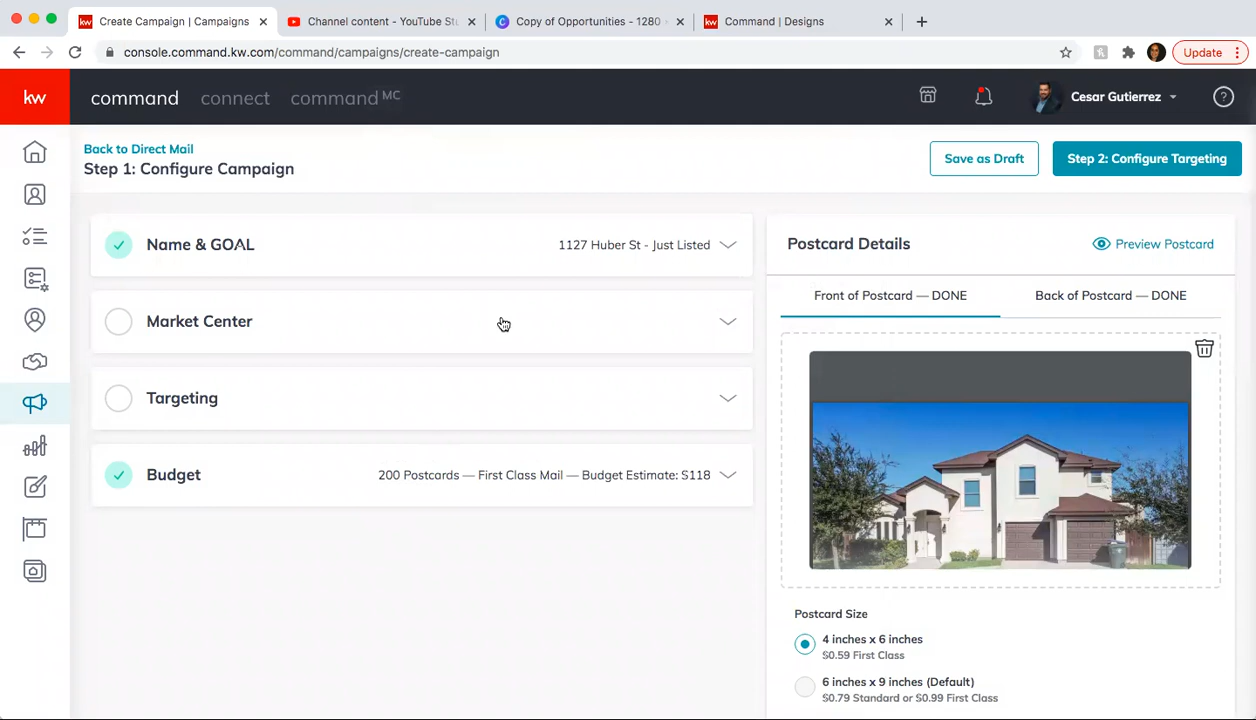 Create Campaign | Campaigns
Channel content - YouTube Stu
Copy of Opportunities - 1280
kw Command | Designs
console.command.kw.com/command/campaigns/create-campaign
Update
kw command connect command MC
Cesar Gutierrez
Back to Direct Mail
Step 1: Configure Campaign
Save as Draft
Step 2: Configure Targeting
Name & GOAL
1127 Huber St - Just Listed
Market Center
Targeting
Budget
200 Postcards — First Class Mail — Budget Estimate: $118
Postcard Details
Preview Postcard
Front of Postcard — DONE
Back of Postcard — DONE
Postcard Size
4 inches x 6 inches
$0.59 First Class
6 inches x 9 inches (Default)
$0.79 Standard or $0.99 First Class